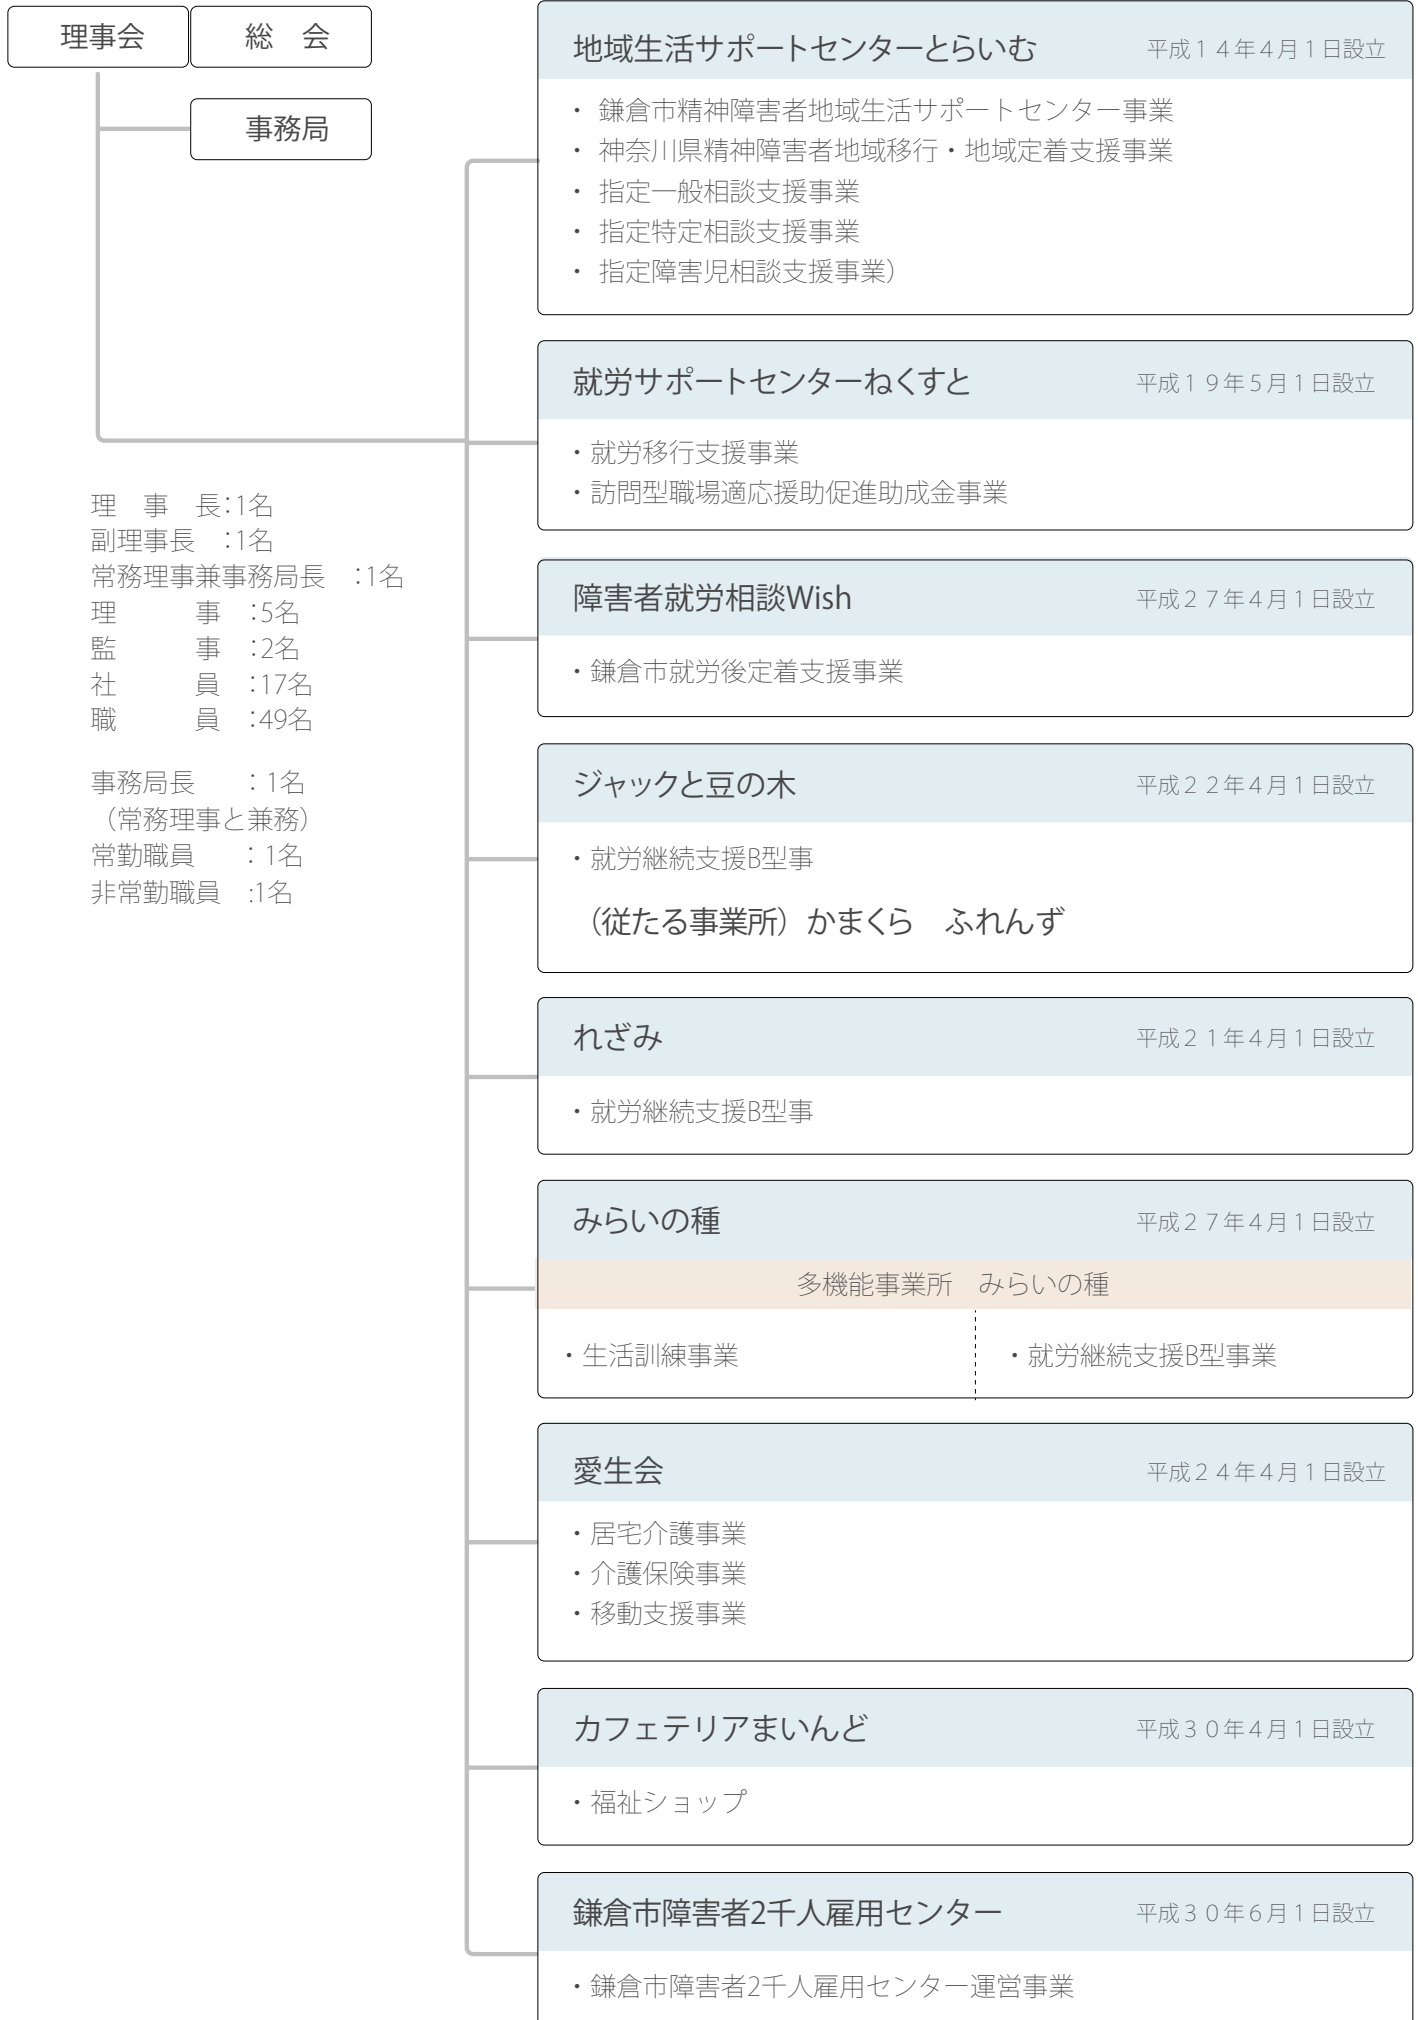 理事会
総　会
事務局
理　事　長：1名
副理事長　：1名
常務理事兼事務局長　：1名
理　　　事　：5名
監　　　事　：2名
社　　　員　：17名
職　　　員　：49名
事務局長　　：1名
（常務理事と兼務）
常勤職員　　：1名
非常勤職員　:1名
地域生活サポートセンターとらいむ　平成１４年４月１日設立
・ 鎌倉市精神障害者地域生活サポートセンター事業
・ 神奈川県精神障害者地域移行・地域定着支援事業
・ 指定一般相談支援事業
・ 指定特定相談支援事業
・ 指定障害児相談支援事業）
就労サポートセンターねくすと　平成１９年５月１日設立
・就労移行支援事業
・訪問型職場適応援助促進助成金事業
障害者就労相談Wish　平成２７年４月１日設立
・鎌倉市就労後定着支援事業
ジャックと豆の木　平成２２年４月１日設立
・就労継続支援B型事
（従たる事業所）かまくら　ふれんず
れざみ　平成２１年４月１日設立
・就労継続支援B型事
みらいの種　平成２７年４月１日設立
多機能事業所　みらいの種
・生活訓練事業　・就労継続支援B型事業
愛生会　平成２４年４月１日設立
・居宅介護事業
・介護保険事業
・移動支援事業
カフェテリアまいんど　平成３０年４月１日設立
・福祉ショップ
鎌倉市障害者2千人雇用センター　平成３０年６月１日設立
・鎌倉市障害者2千人雇用センター運営事業